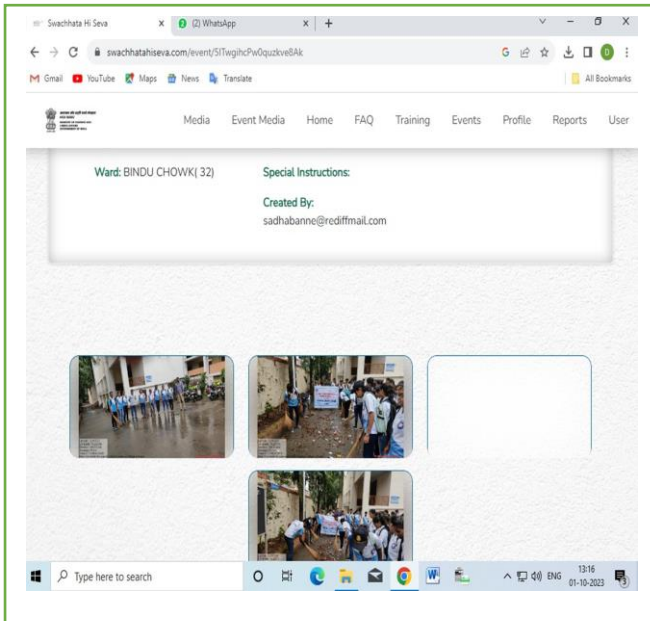 Swachhata Hi Seva x (2) WhatsApp x +
swachhatahiseva.com/event/5ITwgihcPw0quzkve8Ak
Gmail YouTube Maps News Translate All Bookmarks
Media Event Media Home FAQ Training Events Profile Reports User
Ward: BINDU CHOWK( 32) Special Instructions:
Created By:
sadhabanne@rediffmail.com
Type here to search ENG 13:16
01-10-2023